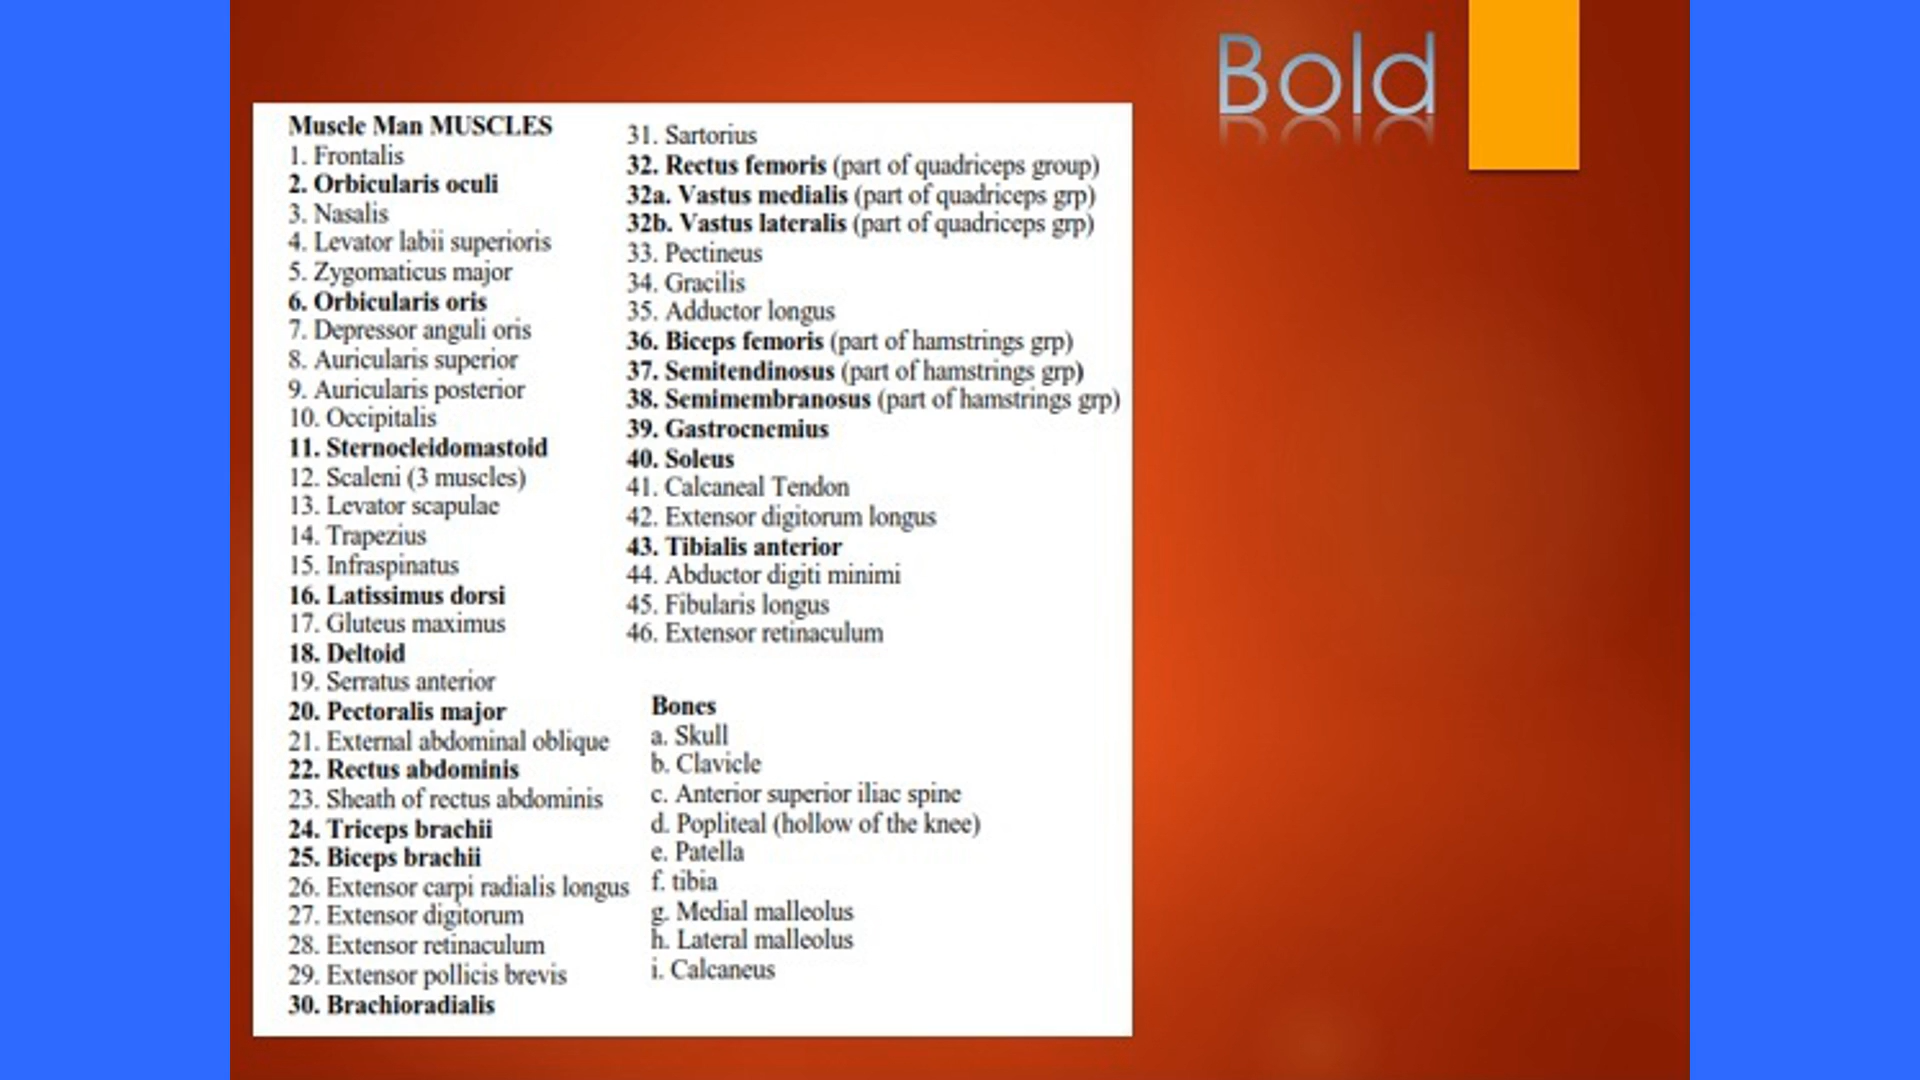 Bold
Muscle Man MUSCLES
1. Frontalis
2. Orbicularis oculi
3. Nasalis
4. Levator labii superioris
5. Zygomaticus major
6. Orbicularis oris
7. Depressor anguli oris
8. Auricularis superior
9. Auricularis posterior
10. Occipitalis
11. Sternocleidomastoid
12. Scaleni (3 muscles)
13. Levator scapulae
14. Trapezius
15. Infraspinatus
16. Latissimus dorsi
17. Gluteus maximus
18. Deltoid
19. Serratus anterior
20. Pectoralis major
21. External abdominal oblique
22. Rectus abdominis
23. Sheath of rectus abdominis
24. Triceps brachii
25. Biceps brachii
26. Extensor carpi radialis longus
27. Extensor digitorum
28. Extensor retinaculum
29. Extensor pollicis brevis
30. Brachioradialis
31. Sartorius
32. Rectus femoris (part of quadriceps group)
32a. Vastus medialis (part of quadriceps grp)
32b. Vastus lateralis (part of quadriceps grp)
33. Pectineus
34. Gracilis
35. Adductor longus
36. Biceps femoris (part of hamstrings grp)
37. Semitendinosus (part of hamstrings grp)
38. Semimembranosus (part of hamstrings grp)
39. Gastrocnemius
40. Soleus
41. Calcaneal Tendon
42. Extensor digitorum longus
43. Tibialis anterior
44. Abductor digiti minimi
45. Fibularis longus
46. Extensor retinaculum
Bones
a. Skull
b. Clavicle
c. Anterior superior iliac spine
d. Popliteal (hollow of the knee)
e. Patella
f. tibia
g. Medial malleolus
h. Lateral malleolus
i. Calcaneus